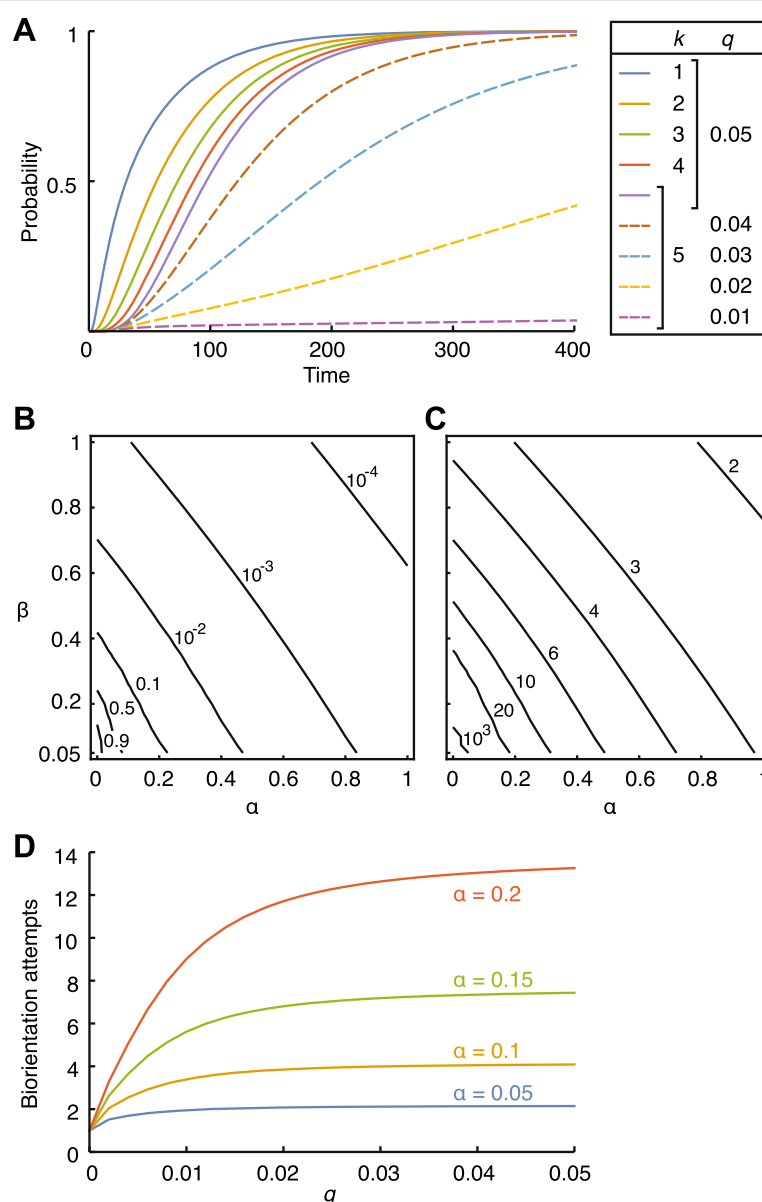 A
1
0.5
0
Probability
0 100 200 300 400
Time
k q
1
2
3
4
0.05
0.04
5 0.03
0.02
0.01
B
1
0.8
0.6
0.4
0.2
0.05
β
10-4
10-3
10-2
0.1
0.5
0.9
0 0.2 0.4 0.6 0.8 1
α
C
2
3
4
6
10
20
10³
0 0.2 0.4 0.6 0.8 1
α
D
14
12
10
8
6
4
2
0
Biorientation attempts
α = 0.2
α = 0.15
α = 0.1
α = 0.05
0 0.01 0.02 0.03 0.04 0.05
q